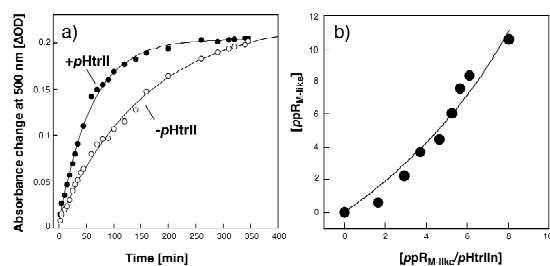 a)
0.2
0.15
0.1
0.05
0
0 50 100 150 200 250 300 350 400
Absorbance change at 500 nm [ΔOD]
Time [min]
+pHtrII
-pHtrII
b)
12
10
8
6
4
2
0
0 2 4 6 8 10
[ppRM-like]
[ppRM-like/pHtrIIn]